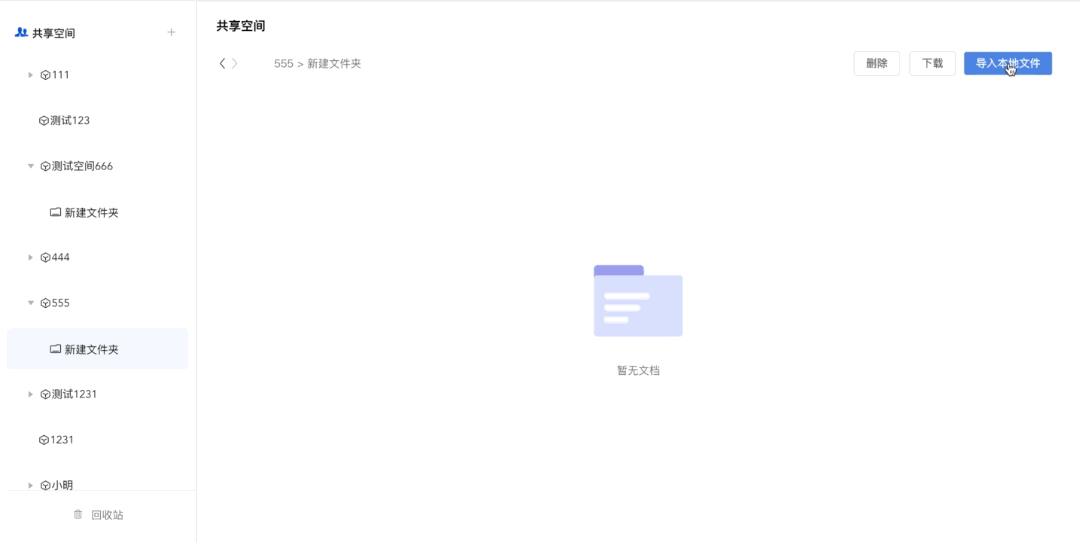 共享空间
111
测试123
测试空间666
新建文件夹
444
555
新建文件夹
测试1231
1231
小明
回收站
共享空间
555 > 新建文件夹
删除
下载
导入本地文件
暂无文档